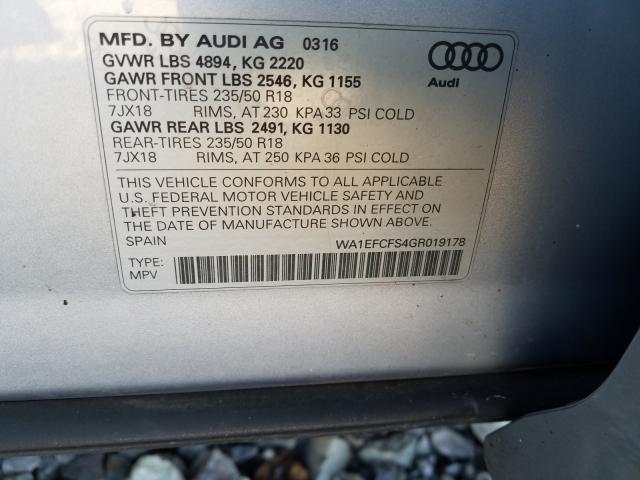 MFD. BY AUDI AG 0316
GVWR LBS 4894, KG 2220
GAWR FRONT LBS 2546, KG 1155
FRONT-TIRES 235/50 R18
7JX18 RIMS, AT 230 KPA 33 PSI COLD
GAWR REAR LBS 2491, KG 1130
REAR-TIRES 235/50 R18
7JX18 RIMS, AT 250 KPA 36 PSI COLD
Audi
THIS VEHICLE CONFORMS TO ALL APPLICABLE
U.S. FEDERAL MOTOR VEHICLE SAFETY AND
THEFT PREVENTION STANDARDS IN EFFECT ON
THE DATE OF MANUFACTURE SHOWN ABOVE.
SPAIN WA1EFCFS4GR019178
TYPE:
MPV